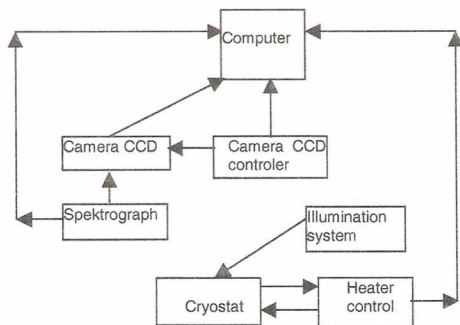 Computer
Camera CCD
Camera CCD
controler
Spektrograph
Illumination
system
Cryostat
Heater
control